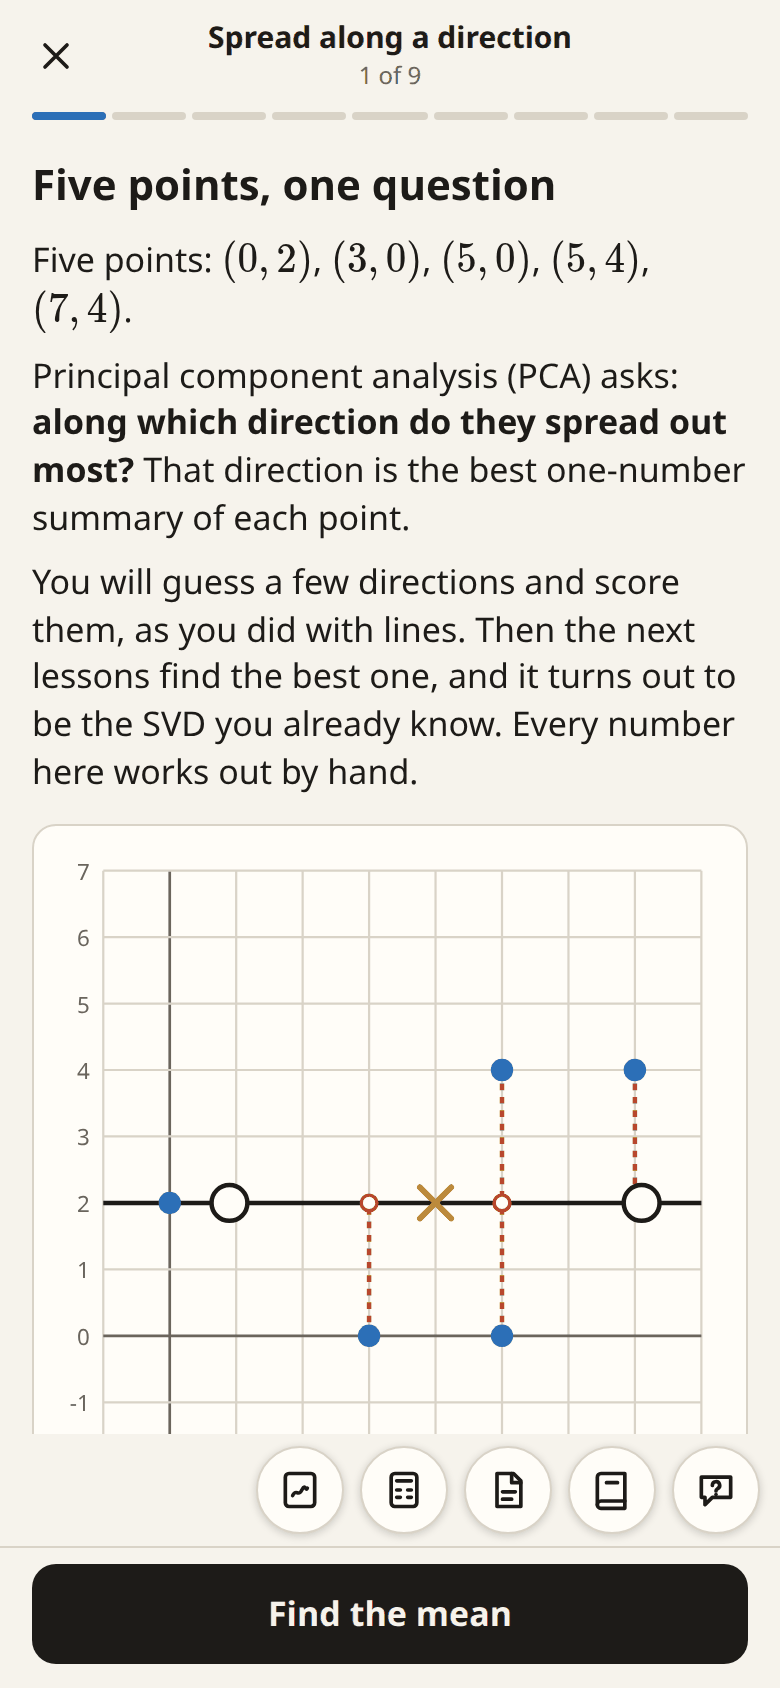 Spread along a direction
1 of 9
Five points, one question
Five points: (0, 2), (3, 0), (5, 0), (5, 4),
(7, 4).
Principal component analysis (PCA) asks:
along which direction do they spread out
most? That direction is the best one-number
summary of each point.
You will guess a few directions and score
them, as you did with lines. Then the next
lessons find the best one, and it turns out to
be the SVD you already know. Every number
here works out by hand.
7
6
5
4
3
2
1
0
-1
Find the mean